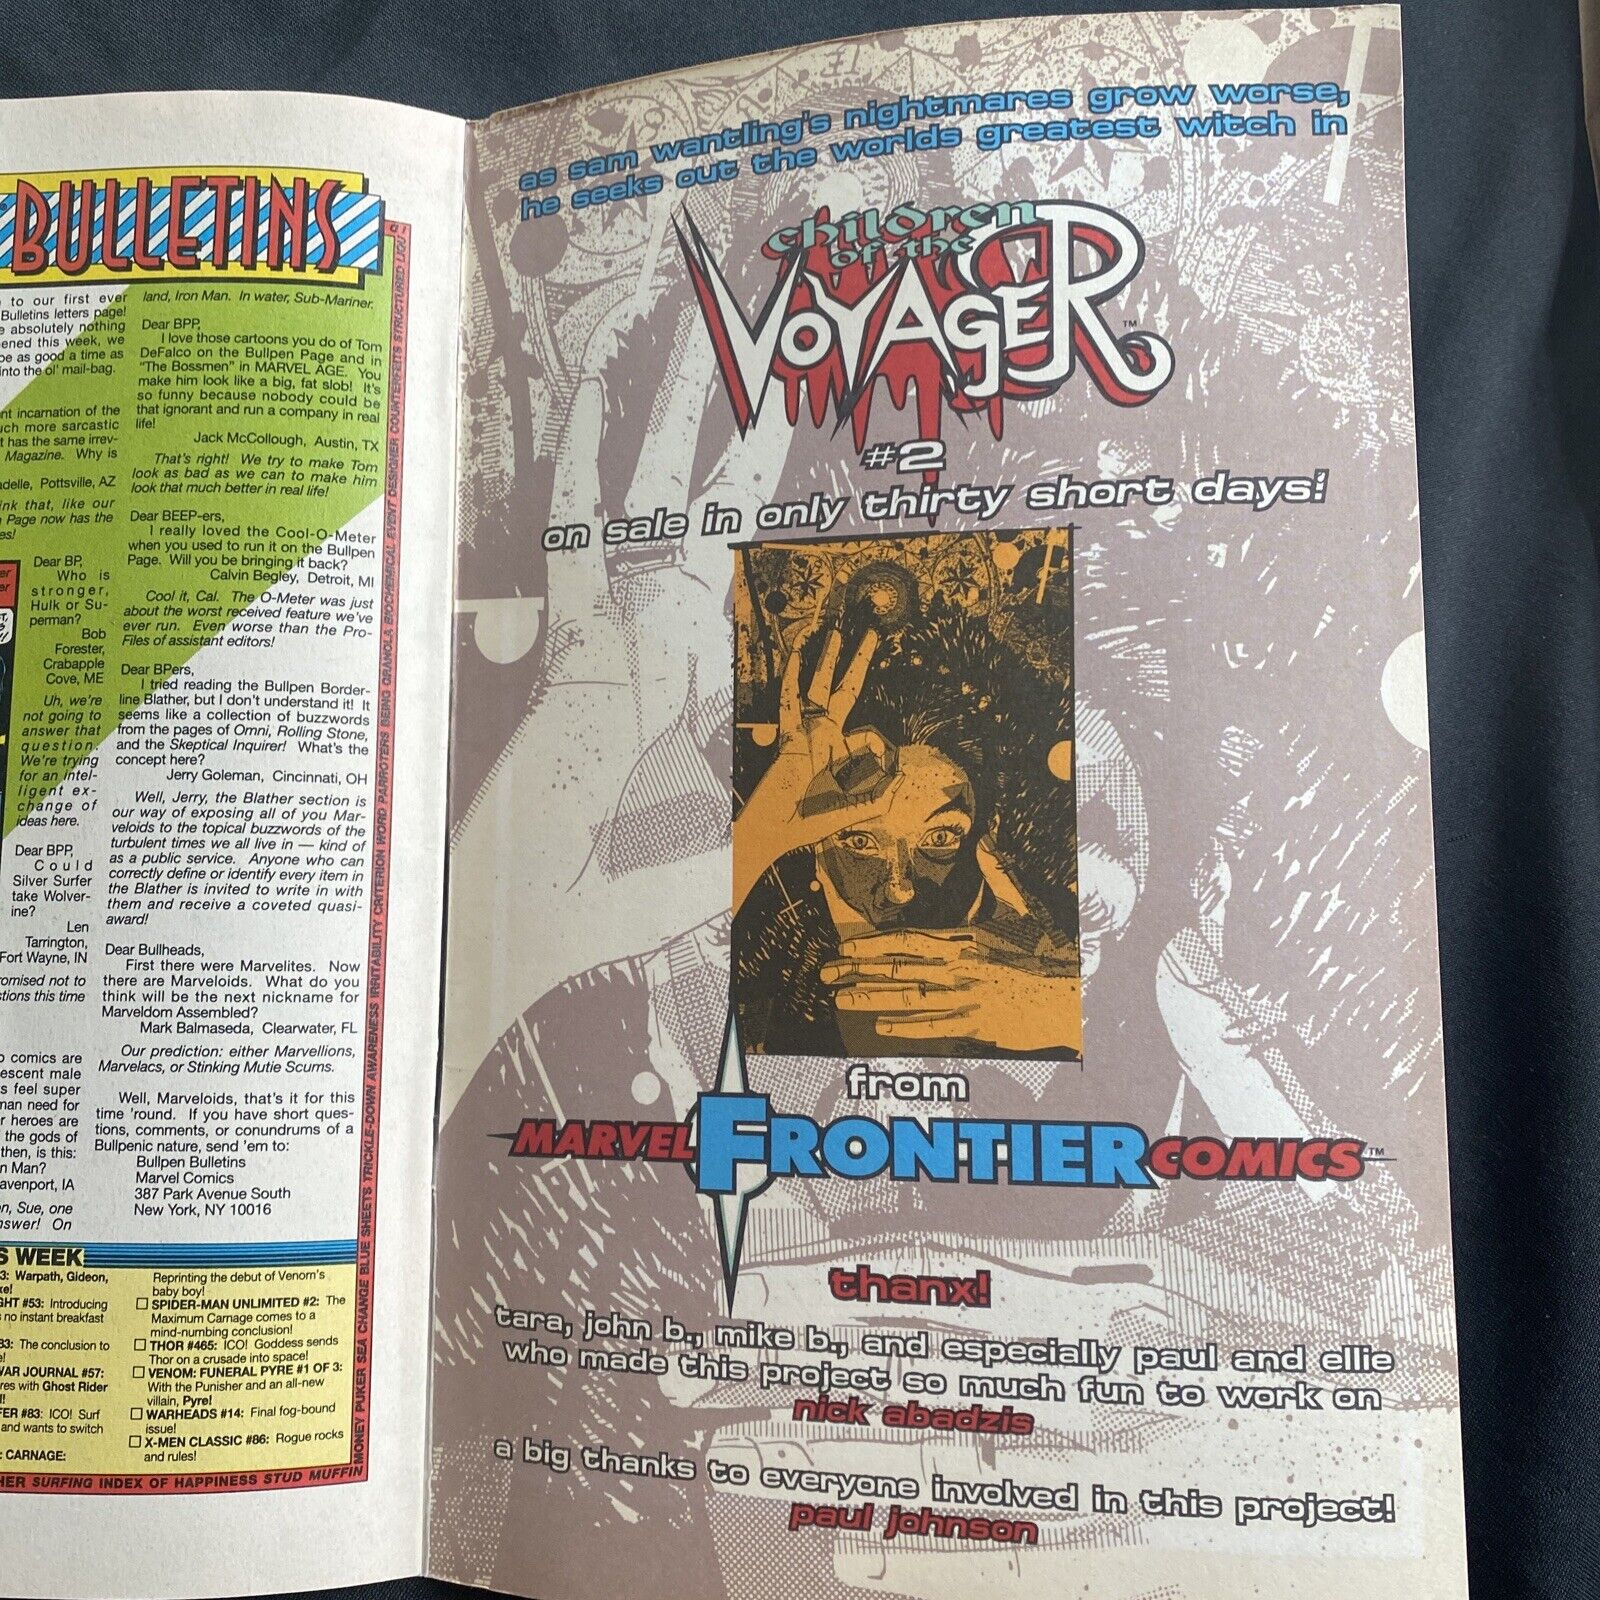 BULLETINS
to our first ever
Bulletins letters page!
absolutely nothing
ened this week, we
be as good a time as
into the ol' mail-bag.
nt incarnation of the
uch more sarcastic
t has the same irrev-
Magazine. Why is
adelle, Pottsville, AZ
ink that, like our
Page now has the
es!
Dear BP,
Who is
stronger,
Hulk or Su-
perman?
Bob
Forester,
Crabapple
Cove, ME
Uh, we're
not going to
answer that
question.
We're trying
for an intel-
ligent ex-
change of
ideas here.
Dear BPP,
Could
Silver Surfer
take Wolver-
ine?
Len
Tarrington,
Fort Wayne, IN
omised not to
tions this time
o comics are
escent male
s feel super
man need for
r heroes are
the gods of
then, is this:
n Man?
avenport, IA
n, Sue, one
nswer! On
land, Iron Man. In water, Sub-Mariner.
Dear BPP,
I love those cartoons you do of Tom
DeFalco on the Bullpen Page and in
"The Bossmen" in MARVEL AGE. You
make him look like a big, fat slob! It's
so funny because nobody could be
that ignorant and run a company in real
life!
Jack McCollough, Austin, TX
That's right! We try to make Tom
look as bad as we can to make him
look that much better in real life!
Dear BEEP-ers,
I really loved the Cool-O-Meter
when you used to run it on the Bullpen
Page. Will you be bringing it back?
Calvin Begley, Detroit, MI
Cool it, Cal. The O-Meter was just
about the worst received feature we've
ever run. Even worse than the Pro-
Files of assistant editors!
Dear BPers,
I tried reading the Bullpen Border-
line Blather, but I don't understand it! It
seems like a collection of buzzwords
from the pages of Omni, Rolling Stone,
and the Skeptical Inquirer! What's the
concept here?
Jerry Goleman, Cincinnati, OH
Well, Jerry, the Blather section is
our way of exposing all of you Mar-
veloids to the topical buzzwords of the
turbulent times we all live in — kind of
as a public service. Anyone who can
correctly define or identify every item in
the Blather is invited to write in with
them and receive a coveted quasi-
award!
Dear Bullheads,
First there were Marvelites. Now
there are Marveloids. What do you
think will be the next nickname for
Marveldom Assembled?
Mark Balmaseda, Clearwater, FL
Our prediction: either Marvellions,
Marvelacs, or Stinking Mutie Scums.
Well, Marveloids, that's it for this
time 'round. If you have short ques-
tions, comments, or conundrums of a
Bullpenic nature, send 'em to:
Bullpen Bulletins
Marvel Comics
387 Park Avenue South
New York, NY 10016
S WEEK
3: Warpath, Gideon,
ke!
GHT #53: Introducing
no instant breakfast
83: The conclusion to
e!
WAR JOURNAL #57:
res with Ghost Rider
FER #83: ICO! Surf
and wants to switch
: CARNAGE:
Reprinting the debut of Venom's
baby boy!
SPIDER-MAN UNLIMITED #2: The
Maximum Carnage comes to a
mind-numbing conclusion!
THOR #465: ICO! Goddess sends
Thor on a crusade into space!
VENOM: FUNERAL PYRE #1 OF 3:
With the Punisher and an all-new
villain, Pyre!
WARHEADS #14: Final fog-bound
issue!
X-MEN CLASSIC #86: Rogue rocks
and rules!
HER SURFING INDEX OF HAPPINESS STUD MUFFIN
MONEY PUKER SEA CHANGE BLUE SHEETS TRICKLE-DOWN AWARENESS IRRITABILITY CRITERION WORD PARROTERS BEING GRANOLA BIOCHEMICAL EVENT DESIGNER COUNTERFEITS STRUCTURED LIQU
as sam wantling's nightmares grow worse,
he seeks out the worlds greatest witch in
children
of the
VOYAGER™
#2
on sale in only thirty short days!
from
MARVEL FRONTIER COMICS™
thanx!
tara, john b., mike b., and especially paul and ellie
who made this project so much fun to work on
nick abadzis
a big thanks to everyone involved in this project!
paul johnson